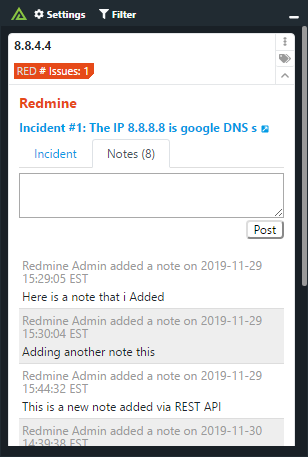 Settings Filter
8.8.4.4
RED # Issues: 1
Redmine
Incident #1: The IP 8.8.8.8 is google DNS s
Incident Notes (8)
Post
Redmine Admin added a note on 2019-11-29
15:29:05 EST
Here is a note that i Added
Redmine Admin added a note on 2019-11-29
15:30:04 EST
Adding another note this
Redmine Admin added a note on 2019-11-29
15:44:32 EST
This is a new note added via REST API
Redmine Admin added a note on 2019-11-30
14:39:38 EST